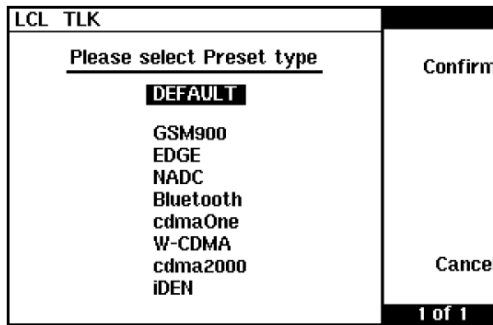 LCL TLK
Please select Preset type
DEFAULT
GSM900
EDGE
NADC
Bluetooth
cdmaOne
W-CDMA
cdma2000
iDEN
Confirm
Cancel
1 of 1